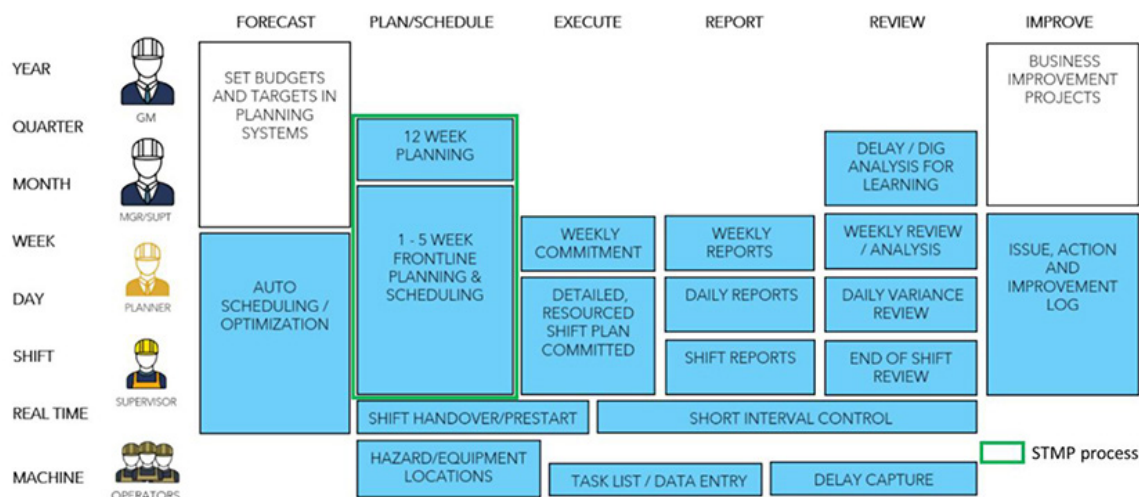 FORECAST
PLAN/SCHEDULE
EXECUTE
REPORT
REVIEW
IMPROVE
YEAR
QUARTER
MONTH
WEEK
DAY
SHIFT
REAL TIME
MACHINE
GM
MGR/SUPT
PLANNER
SUPERVISOR
OPERATORS
SET BUDGETS
AND TARGETS IN
PLANNING
SYSTEMS
AUTO
SCHEDULING /
OPTIMIZATION
12 WEEK
PLANNING
1 - 5 WEEK
FRONTLINE
PLANNING &
SCHEDULING
WEEKLY
COMMITMENT
DETAILED,
RESOURCED
SHIFT PLAN
COMMITTED
WEEKLY
REPORTS
DAILY REPORTS
SHIFT REPORTS
DELAY / DIG
ANALYSIS FOR
LEARNING
WEEKLY REVIEW
/ ANALYSIS
DAILY VARIANCE
REVIEW
END OF SHIFT
REVIEW
BUSINESS
IMPROVEMENT
PROJECTS
ISSUE, ACTION
AND
IMPROVEMENT
LOG
SHIFT HANDOVER/PRESTART
SHORT INTERVAL CONTROL
HAZARD/EQUIPMENT
LOCATIONS
TASK LIST / DATA ENTRY
DELAY CAPTURE
STMP process